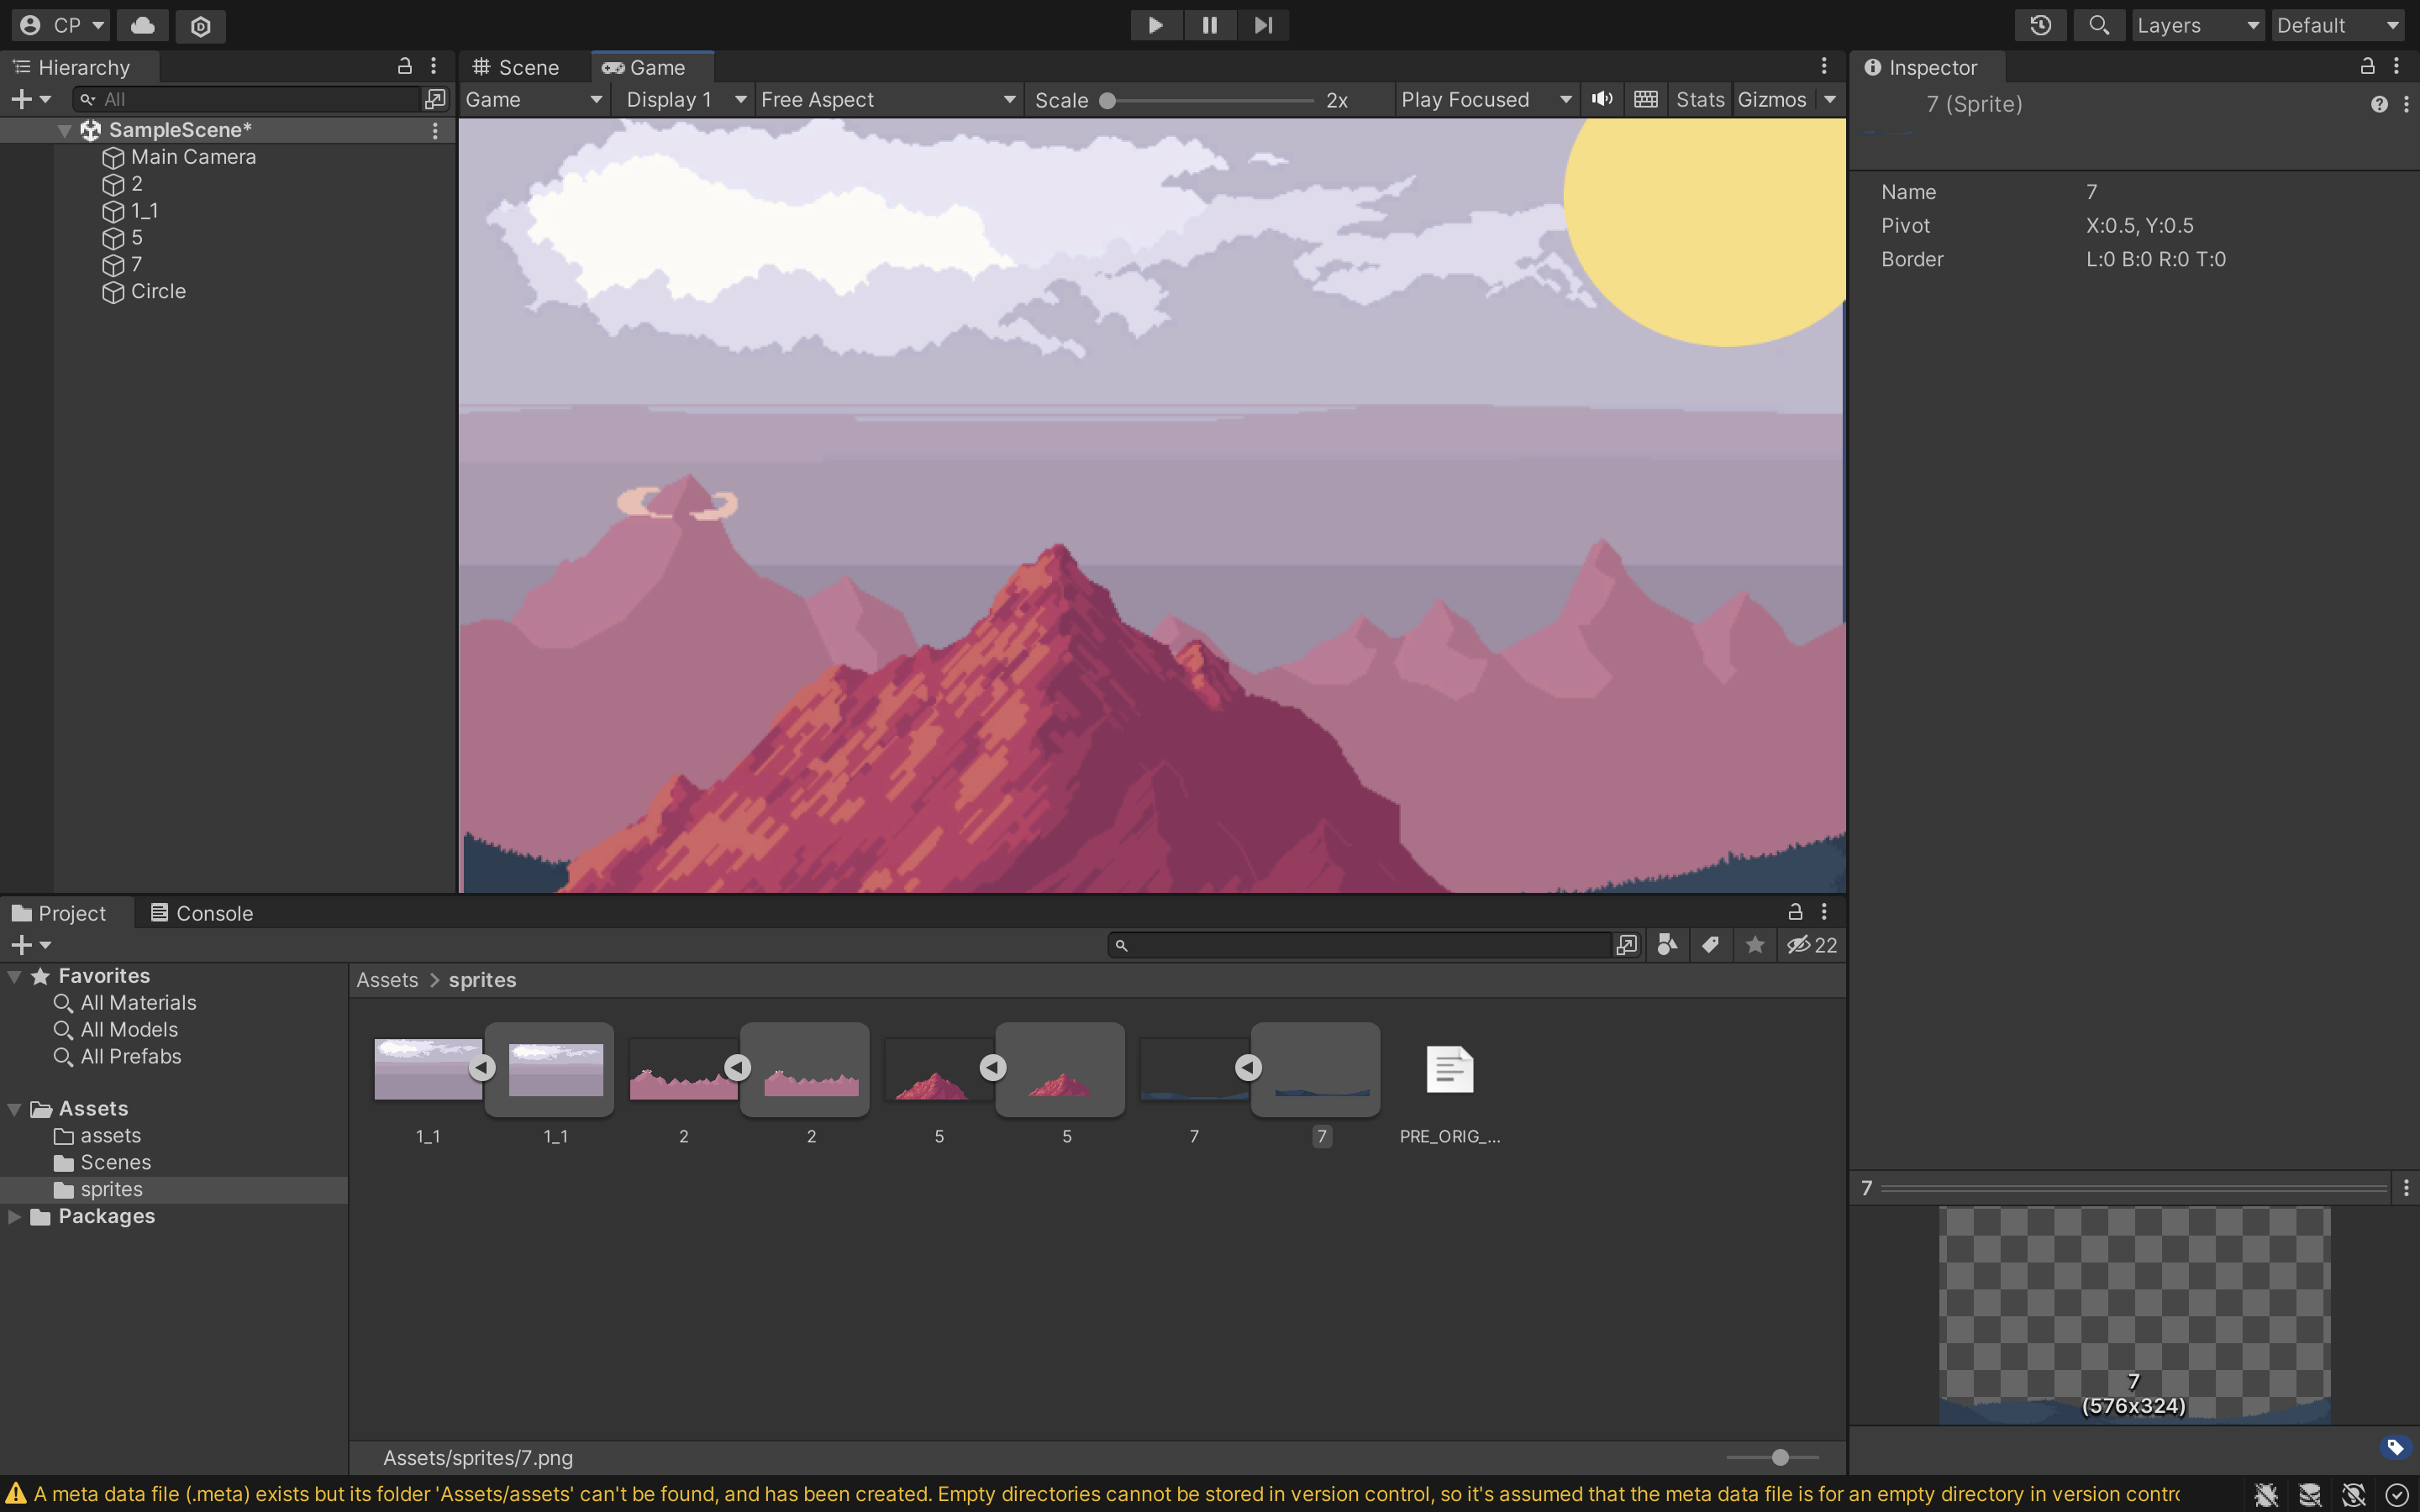 CP
Layers
Default
Hierarchy
All
SampleScene*
Main Camera
2
1_1
5
7
Circle
Scene
Game
Game
Display 1
Free Aspect
Scale
2x
Play Focused
Stats
Gizmos
Inspector
7 (Sprite)
Name 7
Pivot X:0.5, Y:0.5
Border L:0 B:0 R:0 T:0
Project
Console
22
Favorites
All Materials
All Models
All Prefabs
Assets
assets
Scenes
sprites
Packages
Assets > sprites
1_1
1_1
2
2
5
5
7
7
PRE_ORIG_...
Assets/sprites/7.png
7
7
(576x324)
A meta data file (.meta) exists but its folder 'Assets/assets' can't be found, and has been created. Empty directories cannot be stored in version control, so it's assumed that the meta data file is for an empty directory in version contro